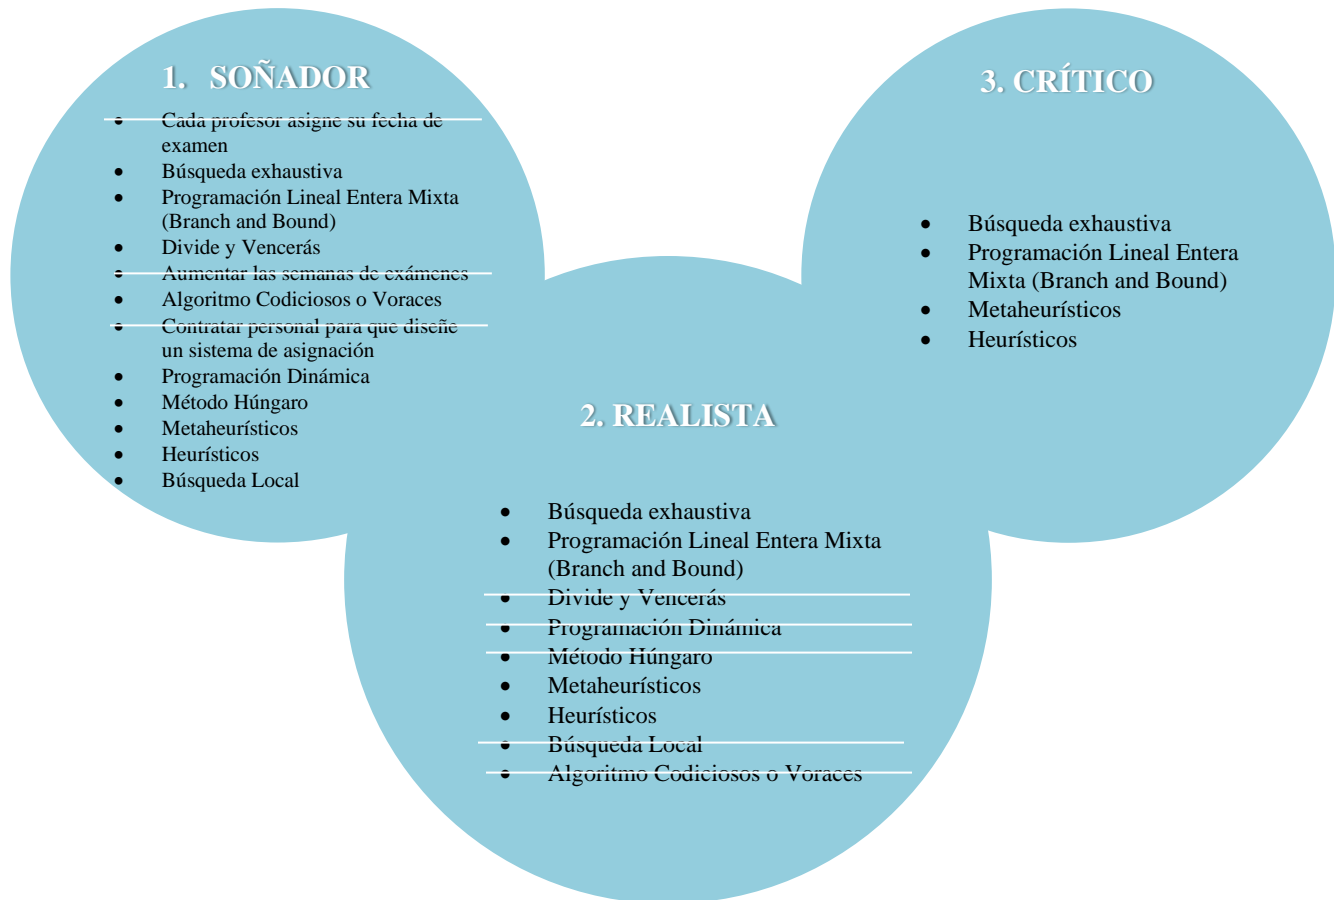 1. SOÑADOR
• Cada profesor asigne su fecha de
examen
• Búsqueda exhaustiva
• Programación Lineal Entera Mixta
(Branch and Bound)
• Divide y Vencerás
• Aumentar las semanas de exámenes
• Algoritmo Codiciosos o Voraces
• Contratar personal para que diseñe
un sistema de asignación
• Programación Dinámica
• Método Húngaro
• Metaheurísticos
• Heurísticos
• Búsqueda Local
2. REALISTA
• Búsqueda exhaustiva
• Programación Lineal Entera Mixta
(Branch and Bound)
• Divide y Vencerás
• Programación Dinámica
• Método Húngaro
• Metaheurísticos
• Heurísticos
• Búsqueda Local
• Algoritmo Codiciosos o Voraces
3. CRÍTICO
• Búsqueda exhaustiva
• Programación Lineal Entera
Mixta (Branch and Bound)
• Metaheurísticos
• Heurísticos